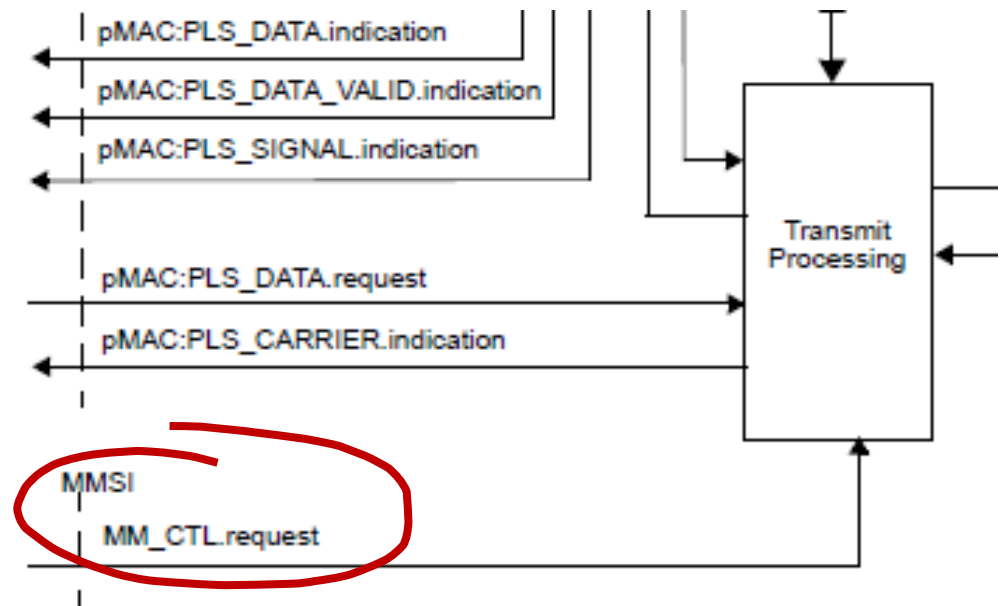 pMAC:PLS_DATA.indication
pMAC:PLS_DATA_VALID.indication
pMAC:PLS_SIGNAL.indication
Transmit
Processing
pMAC:PLS_DATA.request
pMAC:PLS_CARRIER.indication
MMSI
MM_CTL.request